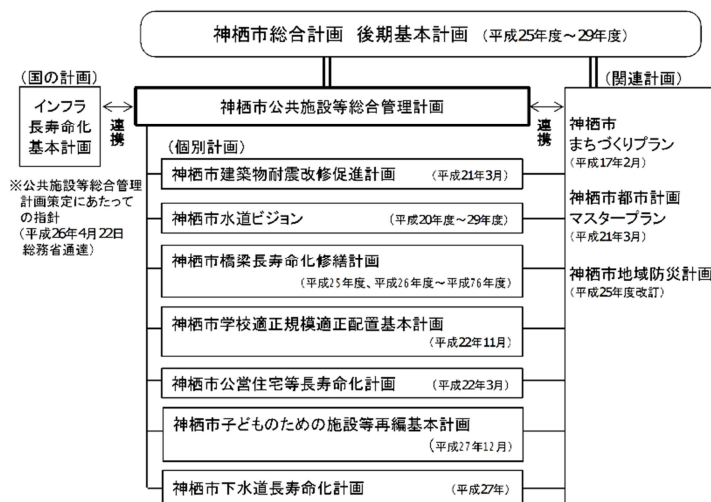 神栖市総合計画 後期基本計画 （平成25年度～29年度）
（国の計画）
インフラ
長寿命化
基本計画
連携
※公共施設等総合管理
計画策定にあたって
の指針
（平成26年4月22日
総務省通達）
神栖市公共施設等総合管理計画
連携
（個別計画）
神栖市建築物耐震改修促進計画 （平成21年3月）
神栖市水道ビジョン （平成20年度～29年度）
神栖市橋梁長寿命化修繕計画
（平成25年度、平成26年度～平成76年度）
神栖市学校適正規模適正配置基本計画
（平成22年11月）
神栖市公営住宅等長寿命化計画 （平成22年3月）
神栖市子どものための施設等再編基本計画
（平成27年12月）
神栖市下水道長寿命化計画 （平成27年）
（関連計画）
神栖市
まちづくりプラン
（平成17年2月）
神栖市都市計画
マスタープラン
（平成21年3月）
神栖市地域防災計画
（平成25年度改訂）